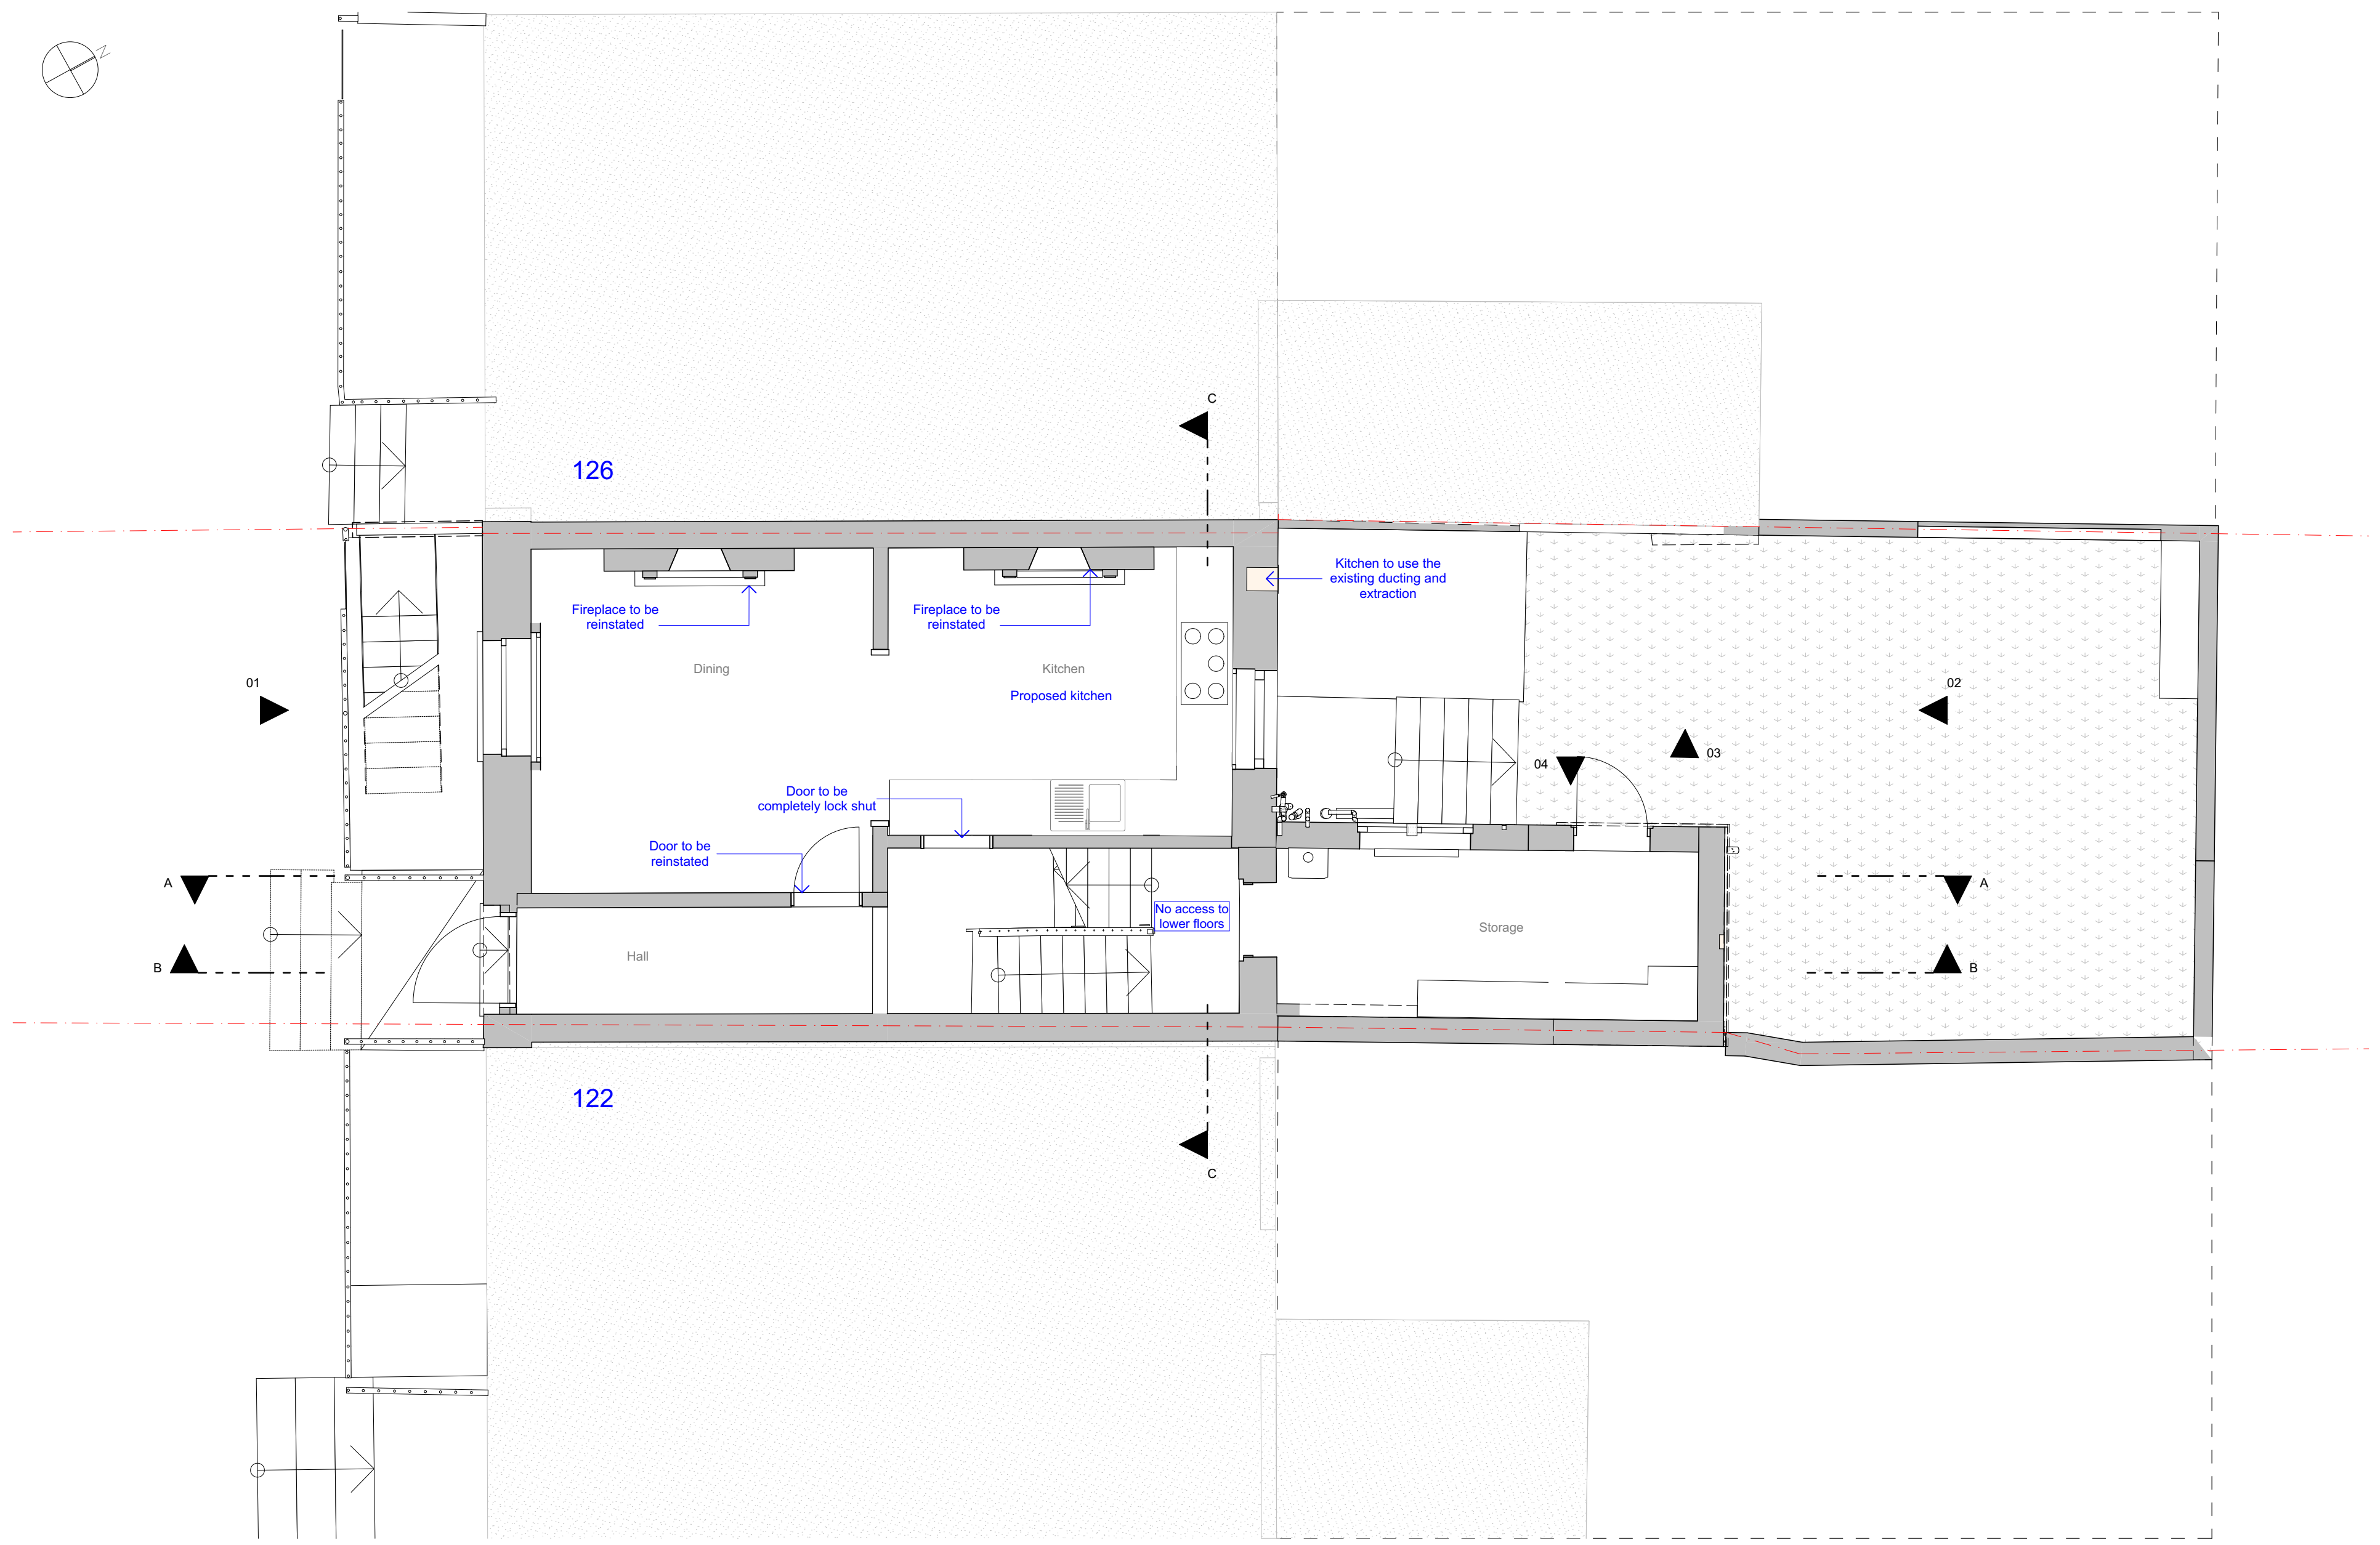 N
C
126
Kitchen to use the
existing ducting and
extraction
Fireplace to be
reinstated
Fireplace to be
reinstated
Dining
Kitchen
Proposed kitchen
01
02
03
04
Door to be
completely lock shut
Door to be
reinstated
A
A
No access to
lower floors
Storage
Hall
B
B
122
C